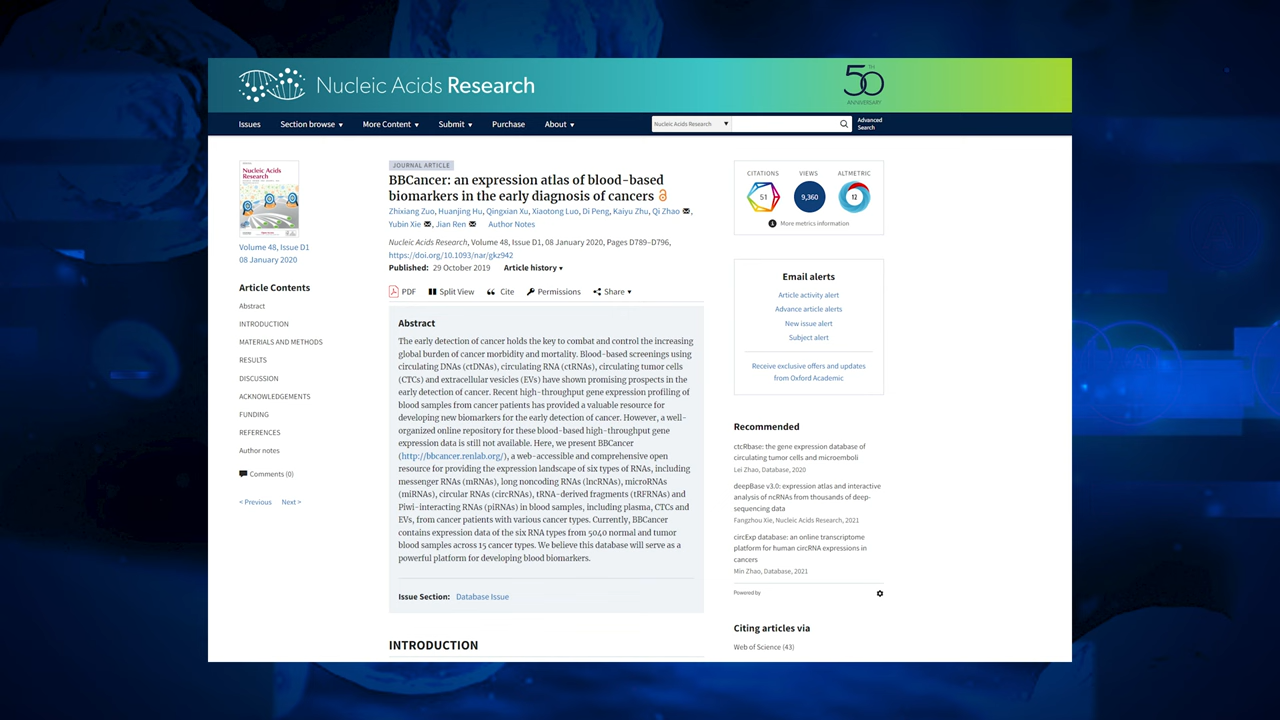 Nucleic Acids Research
50 TH
ANNIVERSARY
Issues Section browse ▼ More Content ▼ Submit ▼ Purchase About ▼
Nucleic Acids Research ▼
Advanced
Search
Nucleic Acids
Research
Volume 48, Issue D1
08 January 2020
Article Contents
Abstract
INTRODUCTION
MATERIALS AND METHODS
RESULTS
DISCUSSION
ACKNOWLEDGEMENTS
FUNDING
REFERENCES
Author notes
Comments (0)
< Previous Next >
JOURNAL ARTICLE
BBCancer: an expression atlas of blood-based
biomarkers in the early diagnosis of cancers
Zhixiang Zuo, Huanjing Hu, Qingxian Xu, Xiaotong Luo, Di Peng, Kaiyu Zhu, Qi Zhao ,
Yubin Xie , Jian Ren Author Notes
Nucleic Acids Research, Volume 48, Issue D1, 08 January 2020, Pages D789–D796,
https://doi.org/10.1093/nar/gkz942
Published: 29 October 2019 Article history ▼
PDF Split View Cite Permissions Share ▼
Abstract
The early detection of cancer holds the key to combat and control the increasing
global burden of cancer morbidity and mortality. Blood-based screenings using
circulating DNAs (ctDNAs), circulating RNA (ctRNAs), circulating tumor cells
(CTCs) and extracellular vesicles (EVs) have shown promising prospects in the
early detection of cancer. Recent high-throughput gene expression profiling of
blood samples from cancer patients has provided a valuable resource for
developing new biomarkers for the early detection of cancer. However, a well-
organized online repository for these blood-based high-throughput gene
expression data is still not available. Here, we present BBCancer
(http://bbcancer.renlab.org/), a web-accessible and comprehensive open
resource for providing the expression landscape of six types of RNAs, including
messenger RNAs (mRNAs), long noncoding RNAs (lncRNAs), microRNAs
(miRNAs), circular RNAs (circRNAs), tRNA-derived fragments (tRFRNAs) and
Piwi-interacting RNAs (piRNAs) in blood samples, including plasma, CTCs and
EVs, from cancer patients with various cancer types. Currently, BBCancer
contains expression data of the six RNA types from 5040 normal and tumor
blood samples across 15 cancer types. We believe this database will serve as a
powerful platform for developing blood biomarkers.
Issue Section: Database Issue
INTRODUCTION
CITATIONS VIEWS ALTMETRIC
51 9,360 12
More metrics information
Email alerts
Article activity alert
Advance article alerts
New issue alert
Subject alert
Receive exclusive offers and updates
from Oxford Academic
Recommended
ctcRbase: the gene expression database of
circulating tumor cells and microemboli
Lei Zhao, Database, 2020
deepBase v3.0: expression atlas and interactive
analysis of ncRNAs from thousands of deep-
sequencing data
Fangzhou Xie, Nucleic Acids Research, 2021
circExp database: an online transcriptome
platform for human circRNA expressions in
cancers
Min Zhao, Database, 2021
Powered by
Citing articles via
Web of Science (43)